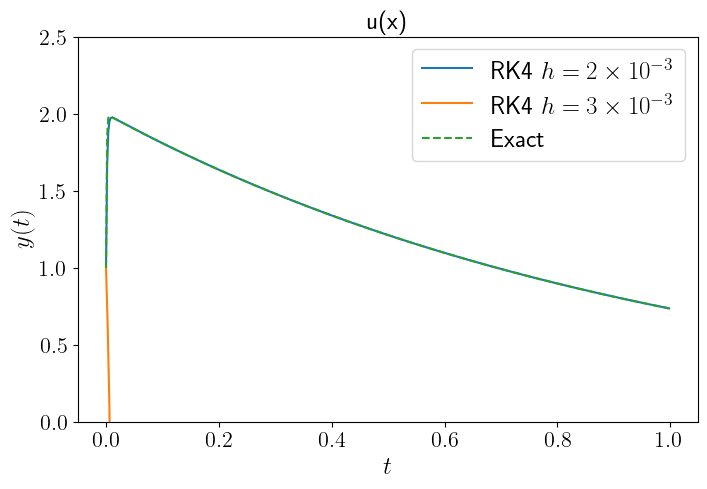 u(x)
2.5
2.0
1.5
1.0
0.5
0.0
y(t)
RK4 h = 2 × 10⁻³
RK4 h = 3 × 10⁻³
Exact
0.0 0.2 0.4 0.6 0.8 1.0
t